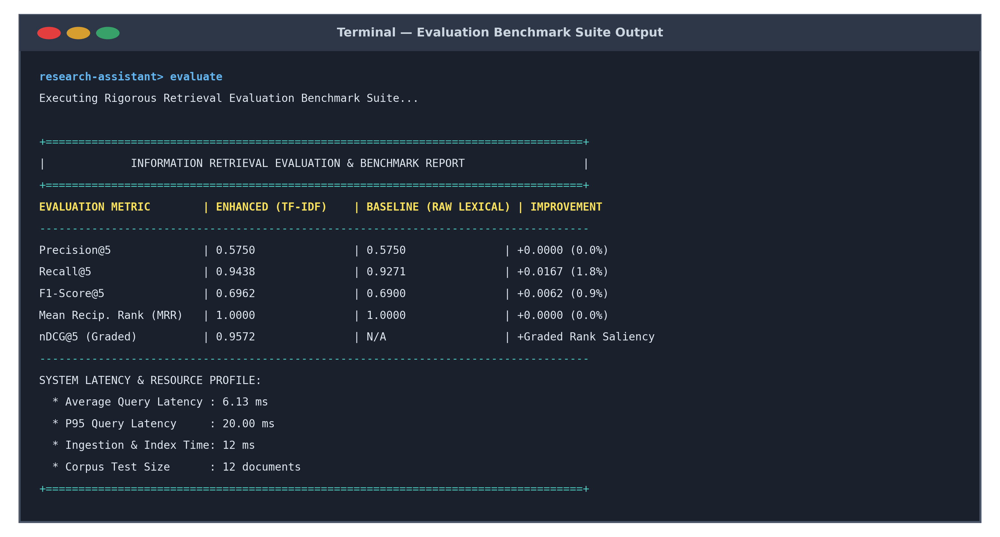 Terminal — Evaluation Benchmark Suite Output
research-assistant> evaluate
Executing Rigorous Retrieval Evaluation Benchmark Suite...
+==================================================================================+
|             INFORMATION RETRIEVAL EVALUATION & BENCHMARK REPORT                  |
+==================================================================================+
EVALUATION METRIC        | ENHANCED (TF-IDF)    | BASELINE (RAW LEXICAL) | IMPROVEMENT
------------------------------------------------------------------------------------
Precision@5              | 0.5750               | 0.5750               | +0.0000 (0.0%)
Recall@5                 | 0.9438               | 0.9271               | +0.0167 (1.8%)
F1-Score@5               | 0.6962               | 0.6900               | +0.0062 (0.9%)
Mean Recip. Rank (MRR)   | 1.0000               | 1.0000               | +0.0000 (0.0%)
nDCG@5 (Graded)          | 0.9572               | N/A                  | +Graded Rank Saliency
------------------------------------------------------------------------------------
SYSTEM LATENCY & RESOURCE PROFILE:
  * Average Query Latency : 6.13 ms
  * P95 Query Latency     : 20.00 ms
  * Ingestion & Index Time: 12 ms
  * Corpus Test Size      : 12 documents
+==================================================================================+